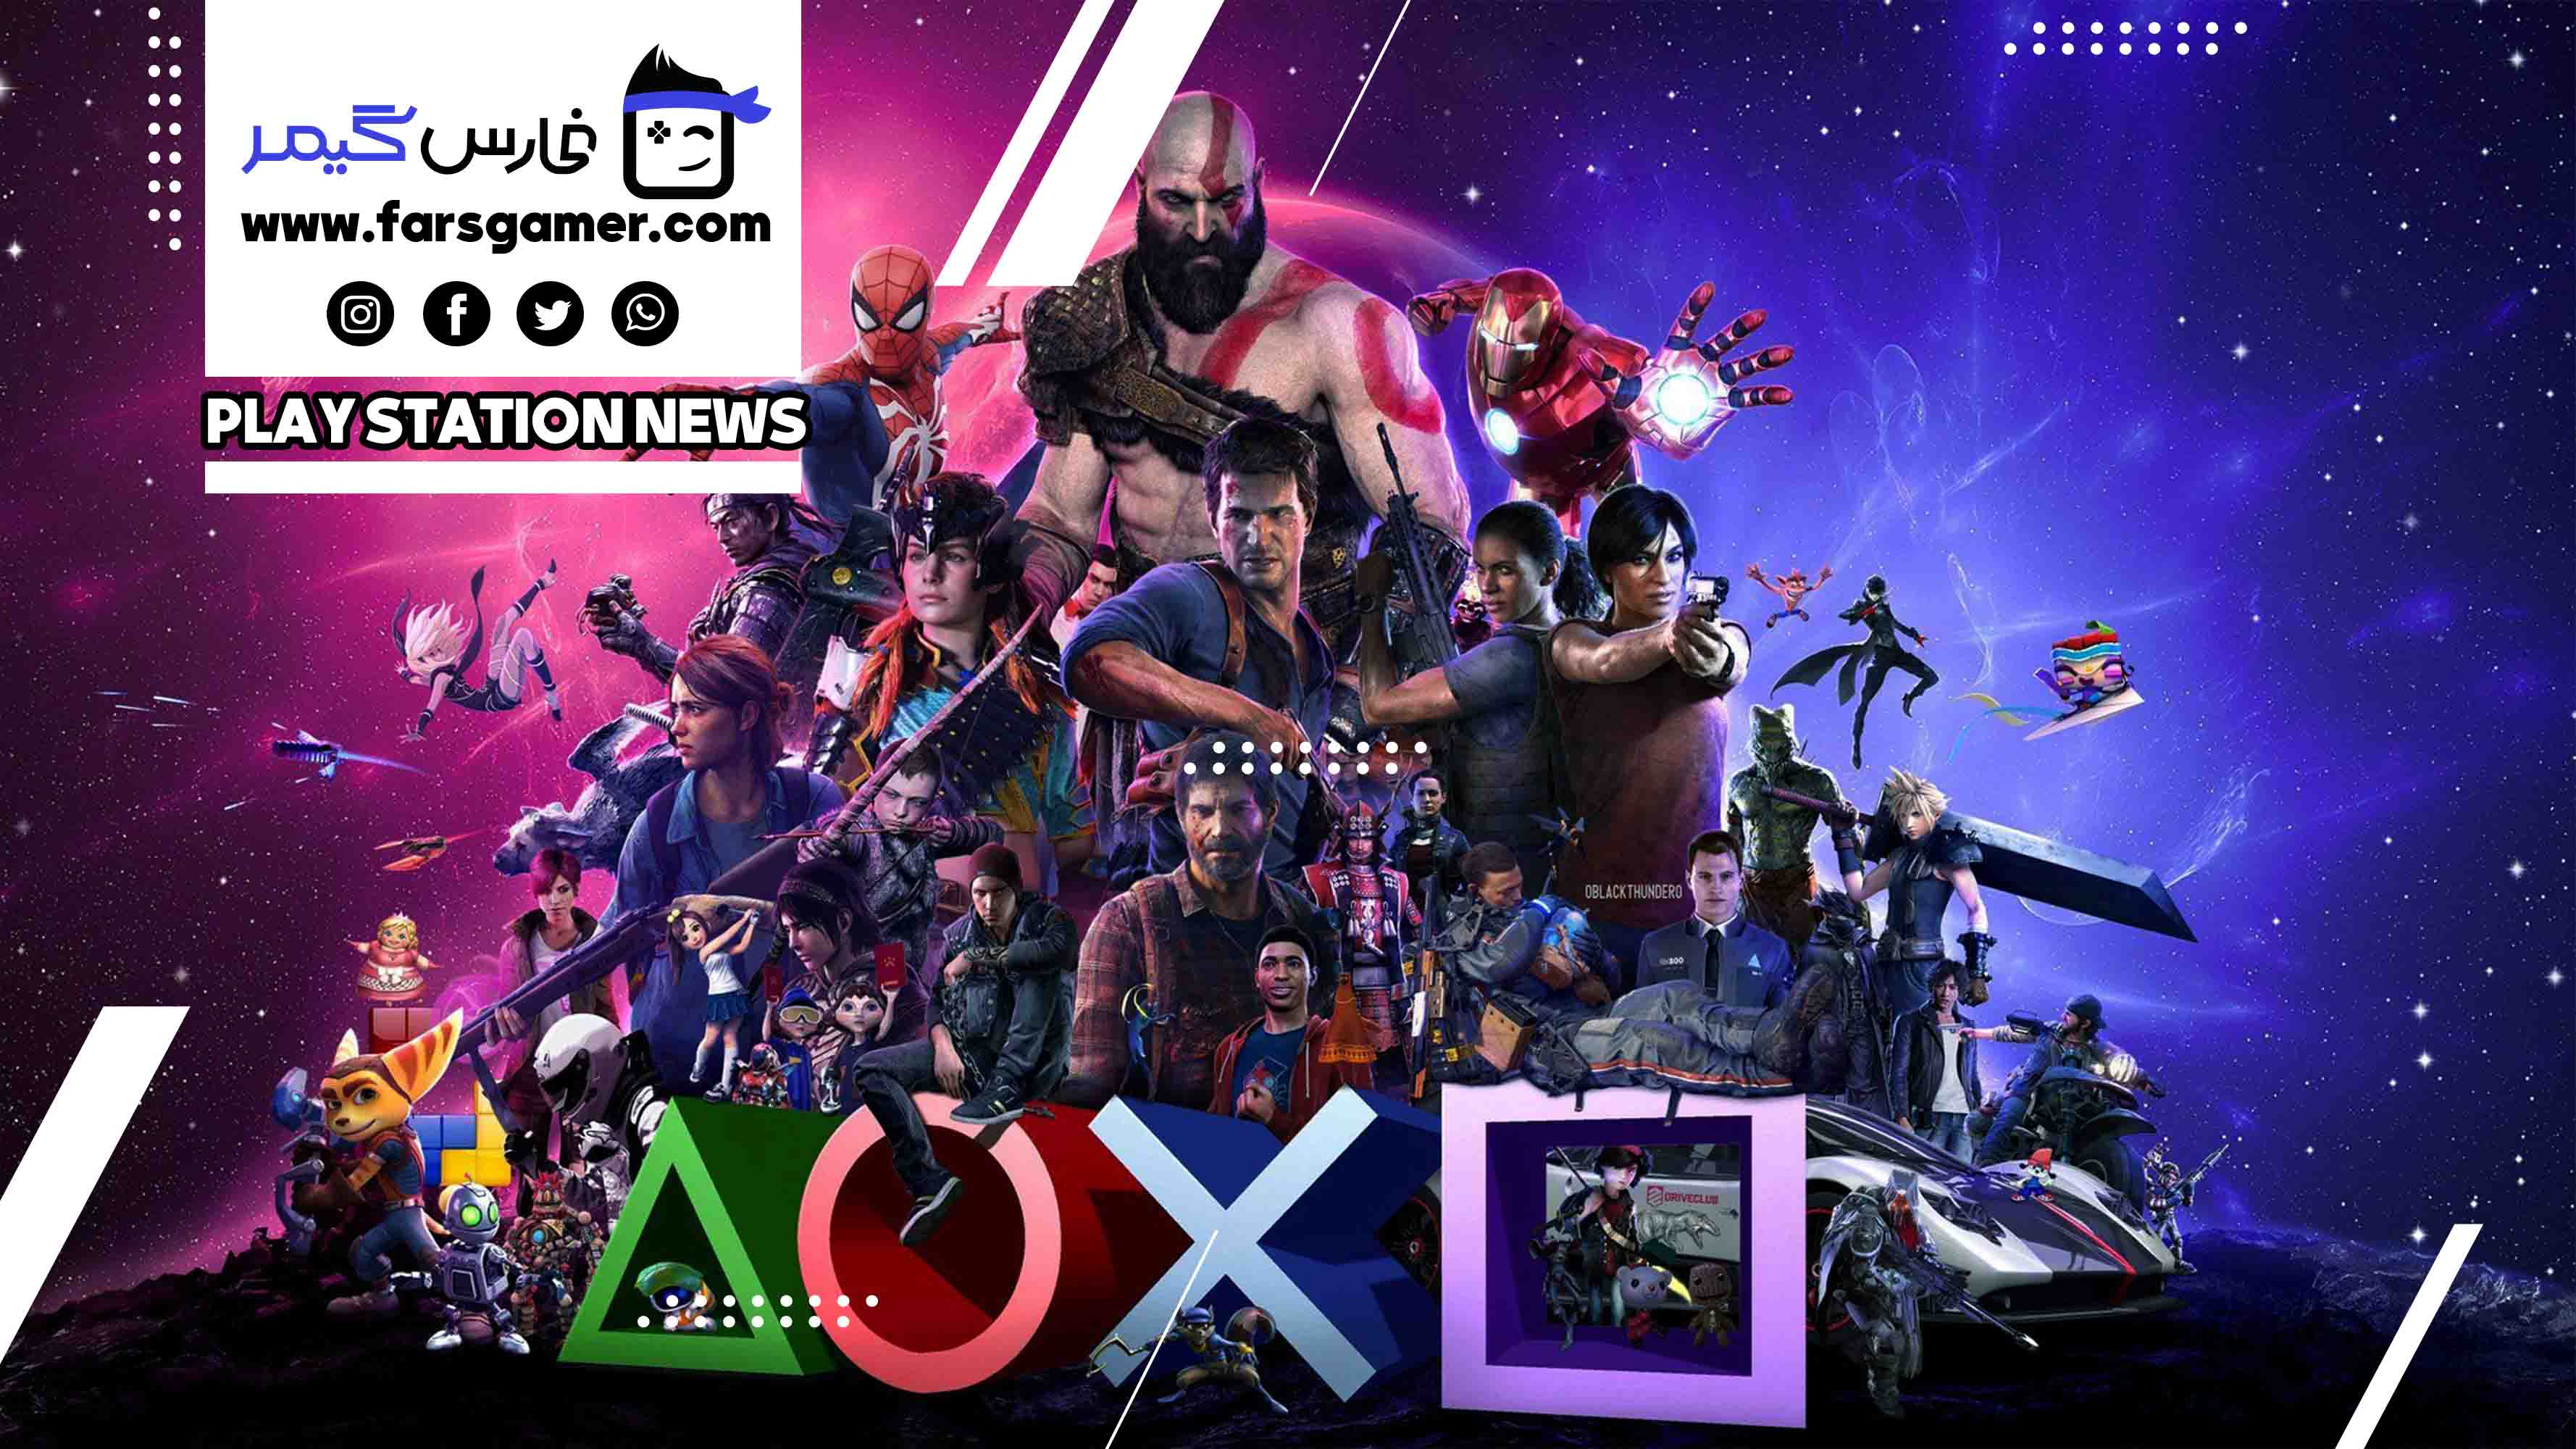 فارس گیمر
www.farsgamer.com
PLAY STATION NEWS
OBLACKTHUNDERO
DRIVECLUB